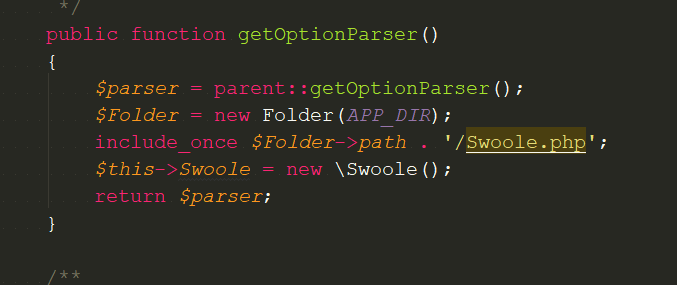 */
public function getOptionParser()
{
$parser = parent::getOptionParser();
$Folder = new Folder(APP_DIR);
include_once $Folder->path . '/Swoole.php';
$this->Swoole = new \Swoole();
return $parser;
}
/**